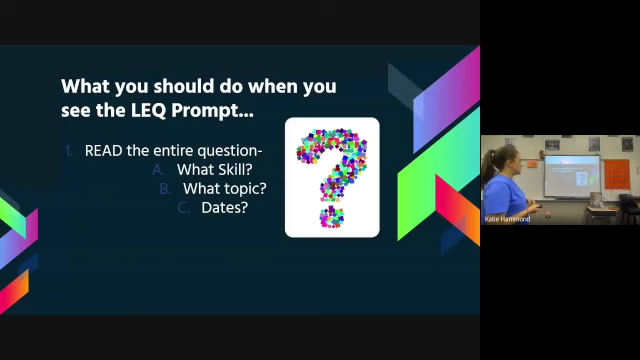 What you should do when you
see the LEQ Prompt...
1. READ the entire question-
A. What Skill?
B. What topic?
C. Dates?
Katie Hammond